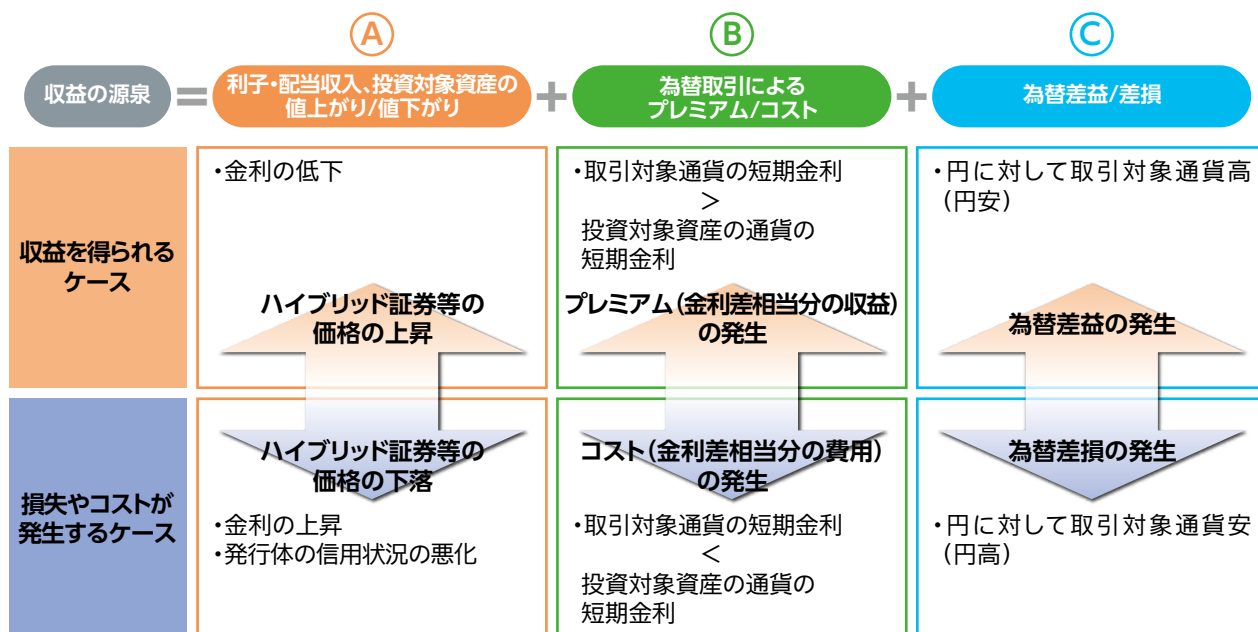 A
B
C
収益の源泉
=
利子・配当収入、投資対象資産の
値上がり/値下がり
+
為替取引による
プレミアム/コスト
+
為替差益/差損
収益を得られる
ケース
・金利の低下
ハイブリッド証券等の
価格の上昇
・取引対象通貨の短期金利
>
投資対象資産の通貨の
短期金利
プレミアム(金利差相当分の収益)
の発生
・円に対して取引対象通貨高
(円安)
為替差益の発生
損失やコストが
発生するケース
ハイブリッド証券等の
価格の下落
・金利の上昇
・発行体の信用状況の悪化
コスト(金利差相当分の費用)
の発生
・取引対象通貨の短期金利
<
投資対象資産の通貨の
短期金利
為替差損の発生
・円に対して取引対象通貨安
(円高)